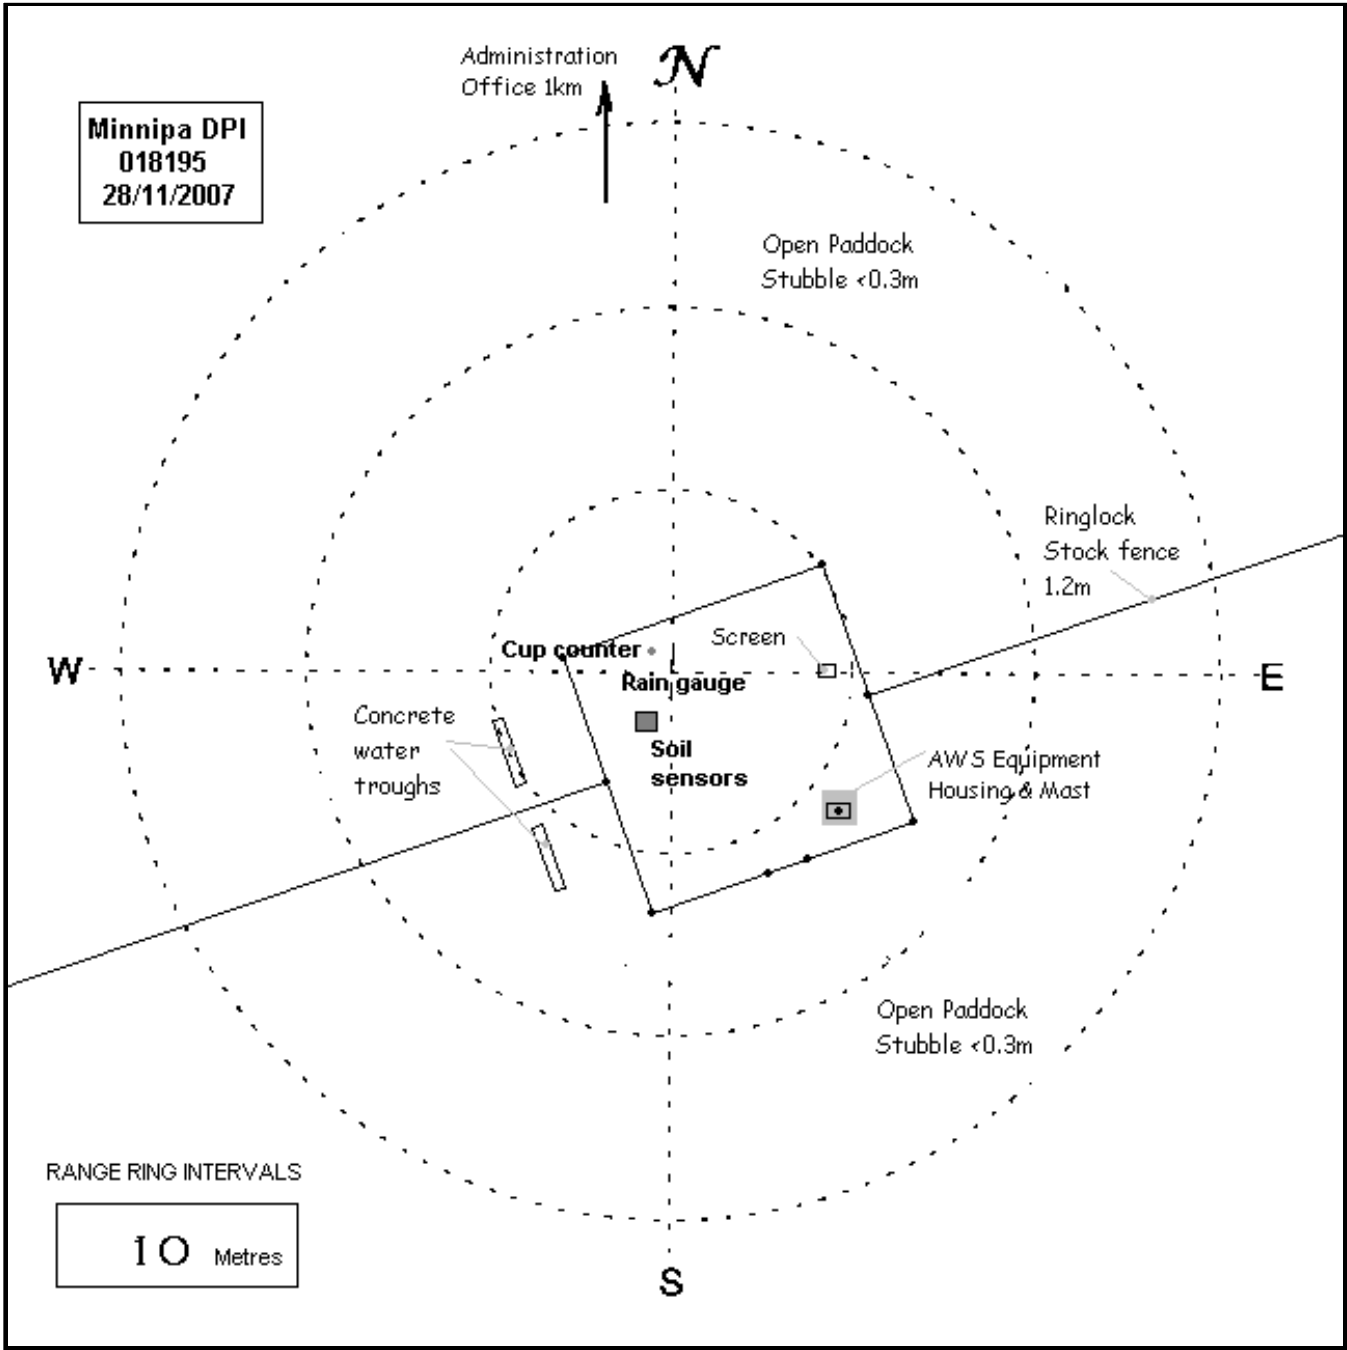 N
Administration
Office 1km
Minnipa DPI
018195
28/11/2007
Open Paddock
Stubble <0.3m
Ringlock
Stock fence
1.2m
Screen
Cup counter
W
E
Rain gauge
Concrete
water
troughs
Soil
sensors
AWS Equipment
Housing & Mast
Open Paddock
Stubble <0.3m
RANGE RING INTERVALS
10 Metres
S